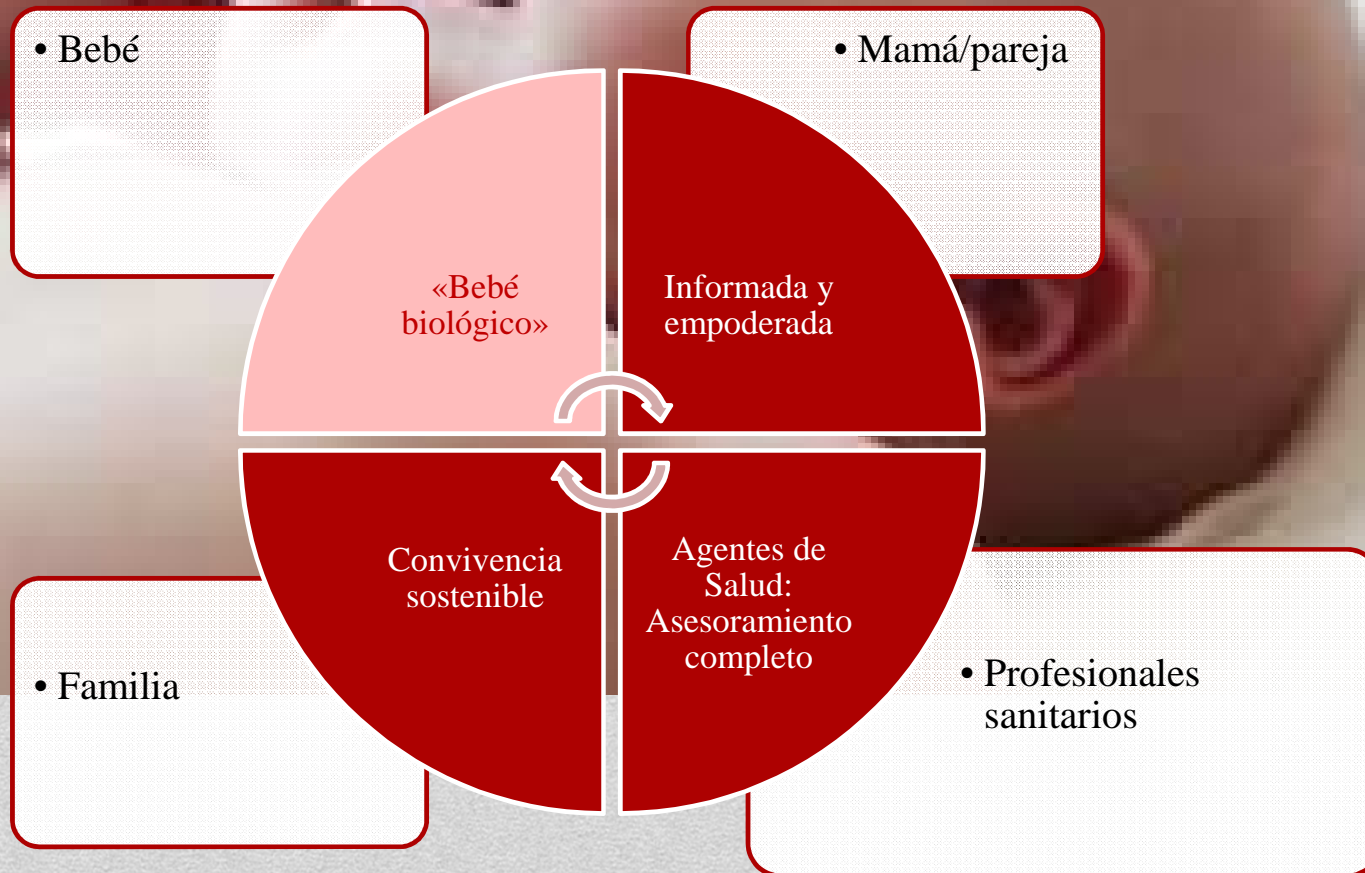 • Bebé
• Mamá/pareja
«Bebé
biológico»
Informada y
empoderada
Convivencia
sostenible
Agentes de
Salud:
Asesoramiento
completo
• Familia
• Profesionales
sanitarios